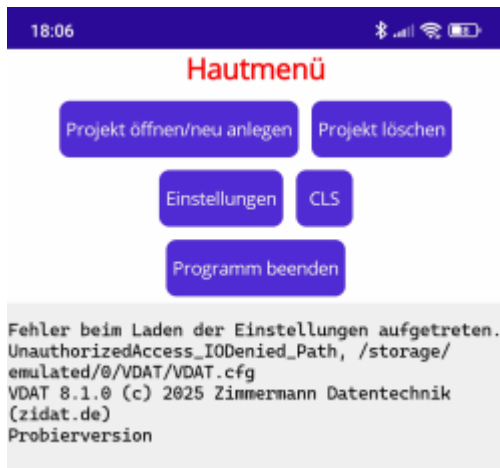 18:06
Hautmenü
Projekt öffnen/neu anlegen Projekt löschen
Einstellungen CLS
Programm beenden
Fehler beim Laden der Einstellungen aufgetreten.
UnauthorizedAccess_IODenied_Path, /storage/
emulated/0/VDAT/VDAT.cfg
VDAT 8.1.0 (c) 2025 Zimmermann Datentechnik
(zidat.de)
Probierversion